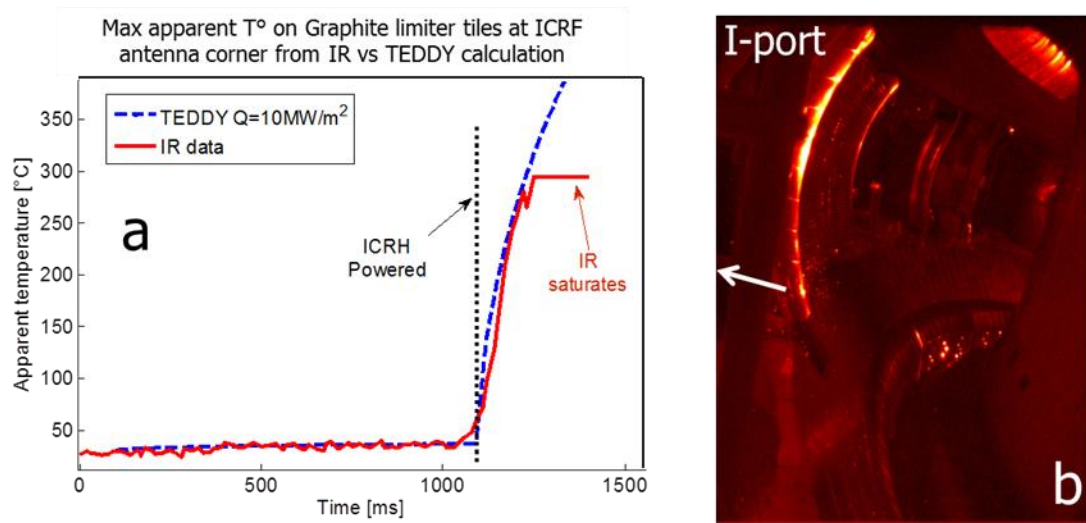 Max apparent T° on Graphite limiter tiles at ICRF
antenna corner from IR vs TEDDY calculation
TEDDY Q=10MW/m²
IR data
a
ICRH
Powered
IR
saturates
Apparent temperature [°C]
350
300
250
200
150
100
50
0
500
1000
1500
Time [ms]
I-port
b